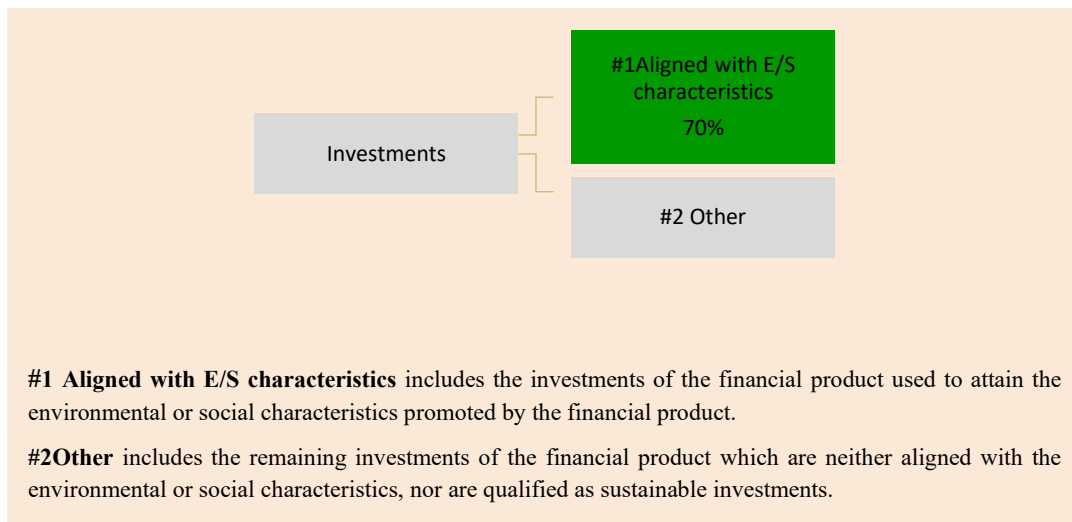 #1Aligned with E/S
characteristics
70%
Investments
#2 Other
#1 Aligned with E/S characteristics includes the investments of the financial product used to attain the
environmental or social characteristics promoted by the financial product.
#2Other includes the remaining investments of the financial product which are neither aligned with the
environmental or social characteristics, nor are qualified as sustainable investments.